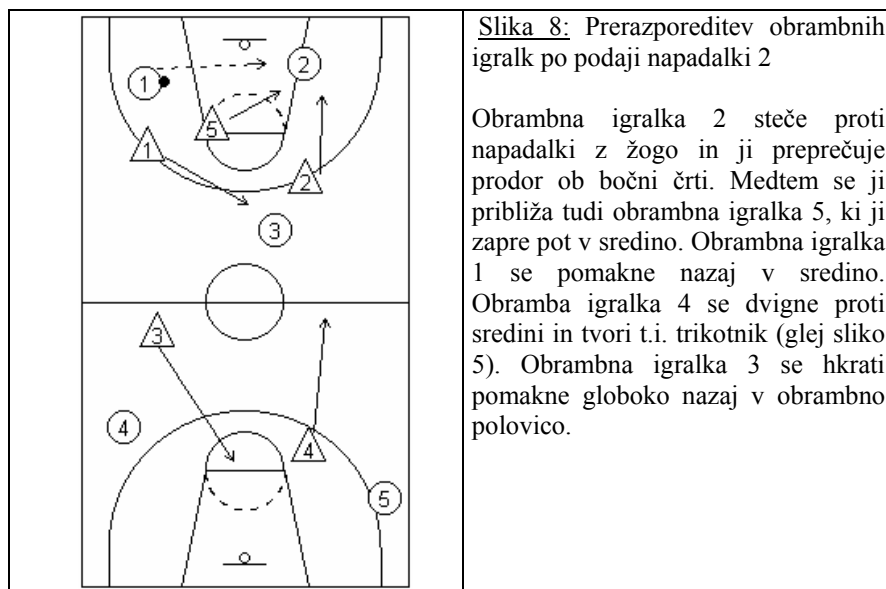 1
2
5
1
2
3
3
4
4
5
Slika 8: Prerazporeditev obrambnih
igralk po podaji napadalki 2
Obrambna igralka 2 steče proti
napadalki z žogo in ji preprečuje
prodor ob bočni črti. Medtem se ji
približa tudi obrambna igralka 5, ki ji
zapre pot v sredino. Obrambna igralka
1 se pomakne nazaj v sredino.
Obramba igralka 4 se dvigne proti
sredini in tvori t.i. trikotnik (glej sliko
5). Obrambna igralka 3 se hkrati
pomakne globoko nazaj v obrambno
polovico.